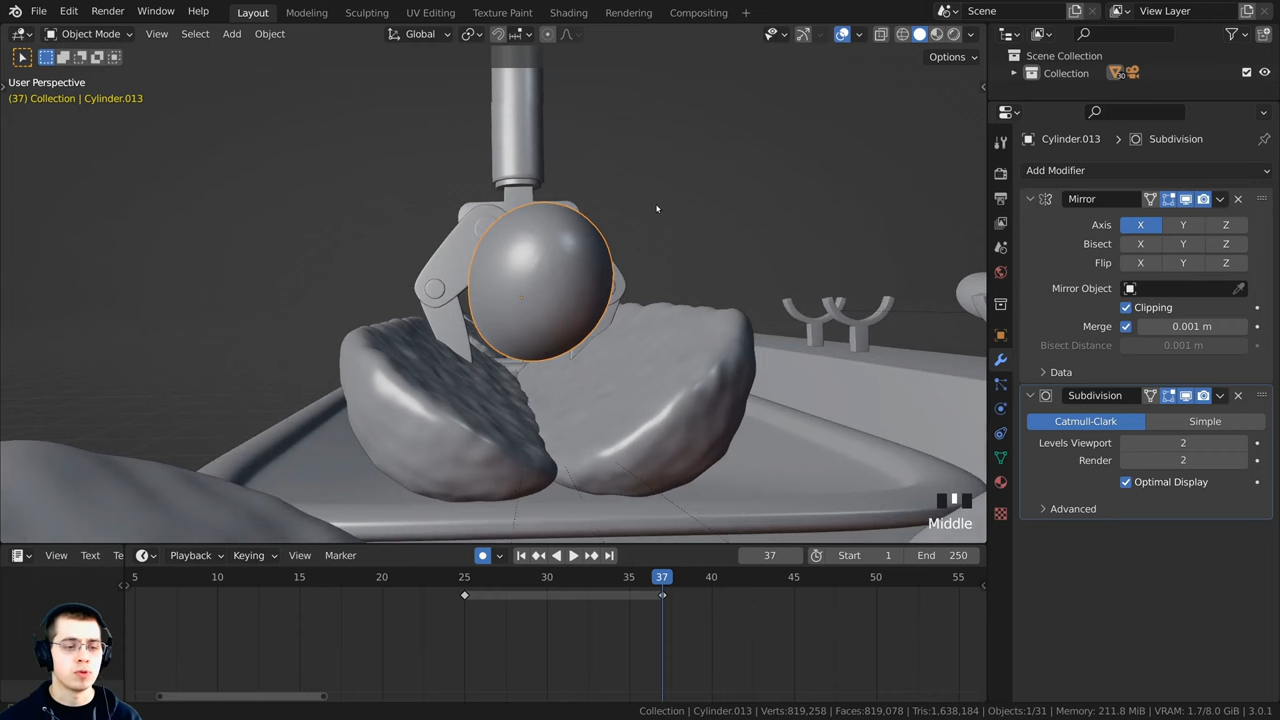 File Edit Render Window Help Layout Modeling Sculpting UV Editing Texture Paint Shading Rendering Compositing + Scene View Layer
Object Mode View Select Add Object Global
Options
User Perspective
(37) Collection | Cylinder.013
Scene Collection
Collection 30
Cylinder.013 > Subdivision
Add Modifier
Mirror
Axis X Y Z
Bisect X Y Z
Flip X Y Z
Mirror Object
Clipping
Merge 0.001 m
Bisect Distance 0.001 m
Data
Subdivision
Catmull-Clark Simple
Levels Viewport 2
Render 2
Optimal Display
Advanced
Middle
View Text Te Playback Keying View Marker 37 Start 1 End 250
5 10 15 20 25 30 35 37 40 45 50 55
Collection | Cylinder.013 | Verts:819,258 | Faces:819,078 | Tris:1,638,184 | Objects:1/31 | Memory: 211.8 MiB | VRAM: 1.7/8.0 GiB | 3.0.1